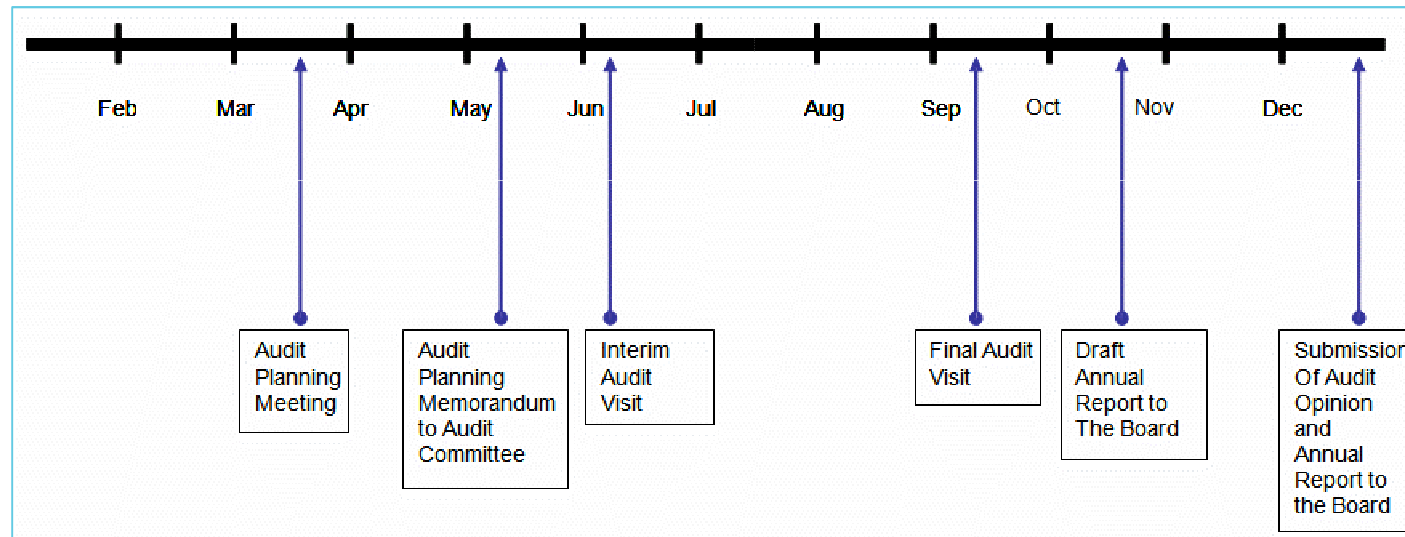 Feb Mar Apr May Jun Jul Aug Sep Oct Nov Dec
Audit
Planning
Meeting
Audit
Planning
Memorandum
to Audit
Committee
Interim
Audit
Visit
Final Audit
Visit
Draft
Annual
Report to
The Board
Submission
Of Audit
Opinion
and
Annual
Report to
the Board